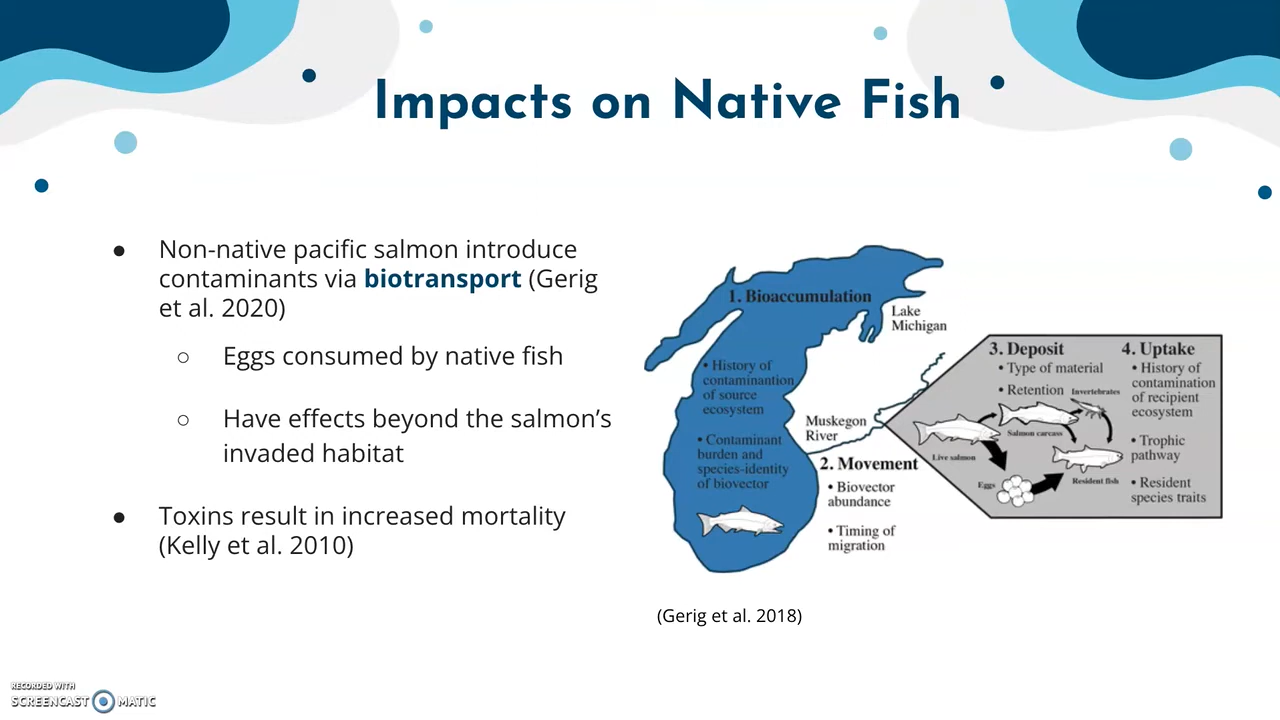 Impacts on Native Fish
● Non-native pacific salmon introduce
contaminants via biotransport (Gerig
et al. 2020)
○ Eggs consumed by native fish
○ Have effects beyond the salmon's
invaded habitat
● Toxins result in increased mortality
(Kelly et al. 2010)
1. Bioaccumulation
Lake
Michigan
• History of
contaminantion
of source
ecosystem
• Contaminant
burden and
species-identity
of biovector
Muskegon
River
2. Movement
• Biovector
abundance
• Timing of
migration
3. Deposit
• Type of material
• Retention
Invertebrates
Salmon carcass
Live salmon
Eggs
Resident fish
4. Uptake
• History of
contamination
of recipient
ecosystem
• Trophic
pathway
• Resident
species traits
(Gerig et al. 2018)
RECORDED WITH
SCREENCAST MATIC